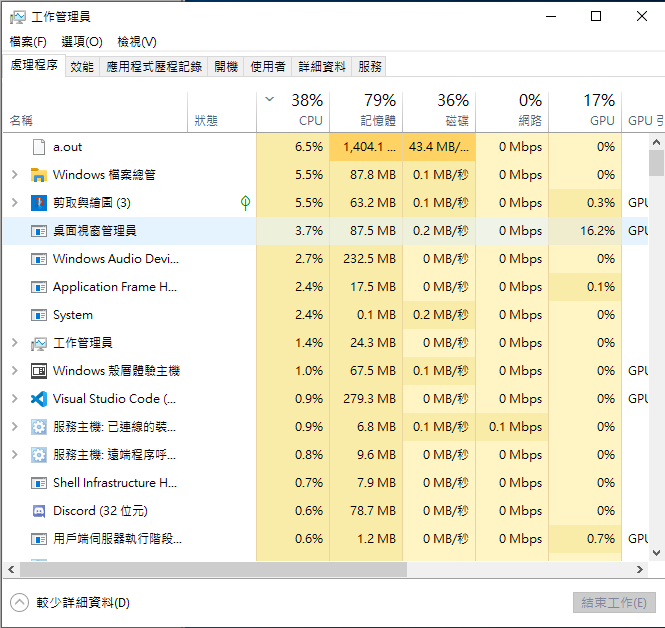 工作管理員
檔案(F) 選項(O) 檢視(V)
處理程序 效能 應用程式歷程記錄 開機 使用者 詳細資料 服務
38% 79% 36% 0% 17%
名稱 狀態 CPU 記憶體 磁碟 網路 GPU GPU 引
a.out 6.5% 1,404.1 ... 43.4 MB/... 0 Mbps 0%
Windows 檔案總管 5.5% 87.8 MB 0.1 MB/秒 0 Mbps 0%
剪取與繪圖 (3) 5.5% 63.2 MB 0.1 MB/秒 0 Mbps 0.3% GPU
桌面視窗管理員 3.7% 87.5 MB 0.2 MB/秒 0 Mbps 16.2% GPU
Windows Audio Devi... 2.7% 232.5 MB 0 MB/秒 0 Mbps 0%
Application Frame H... 2.4% 17.5 MB 0 MB/秒 0 Mbps 0.1%
System 2.4% 0.1 MB 0.2 MB/秒 0 Mbps 0%
工作管理員 1.4% 24.3 MB 0 MB/秒 0 Mbps 0%
Windows 殼層體驗主機 1.0% 67.5 MB 0.1 MB/秒 0 Mbps 0% GPU
Visual Studio Code (... 0.9% 279.3 MB 0 MB/秒 0 Mbps 0% GPU
服務主機: 已連線的裝... 0.9% 6.8 MB 0.1 MB/秒 0.1 Mbps 0%
服務主機: 遠端程序呼... 0.8% 9.6 MB 0 MB/秒 0 Mbps 0%
Shell Infrastructure H... 0.7% 7.9 MB 0 MB/秒 0 Mbps 0%
Discord (32 位元) 0.6% 78.7 MB 0 MB/秒 0 Mbps 0%
用戶端伺服器執行階段... 0.6% 1.2 MB 0 MB/秒 0 Mbps 0.7% GPU
較少詳細資料(D) 結束工作(E)